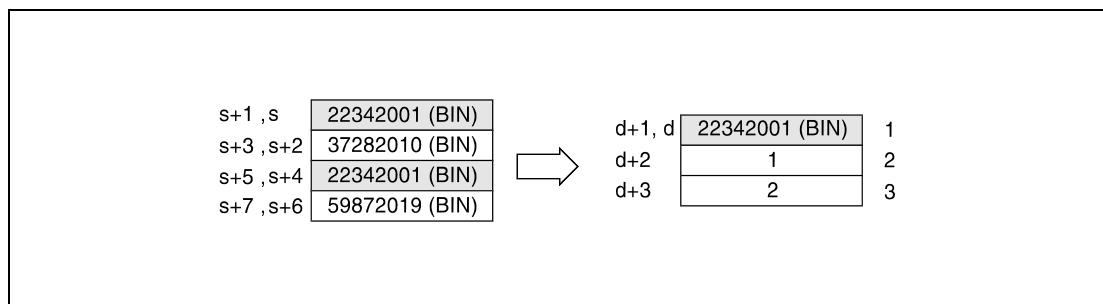 s+1 ,s 22342001 (BIN)
s+3 ,s+2 37282010 (BIN)
s+5 ,s+4 22342001 (BIN)
s+7 ,s+6 59872019 (BIN)
d+1, d 22342001 (BIN) 1
d+2 1 2
d+3 2 3